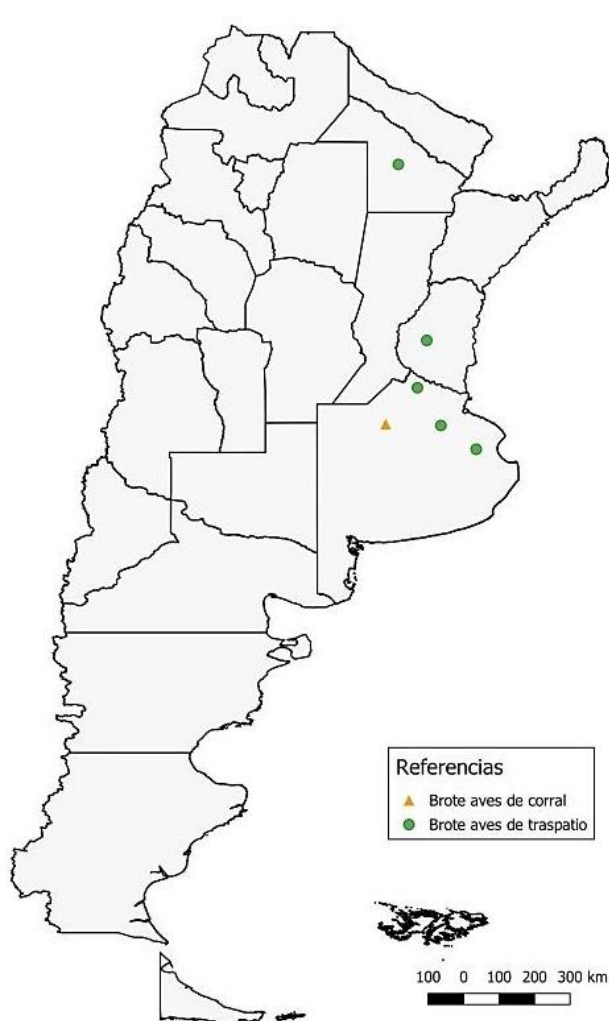 Referencias
Brote aves de corral
Brote aves de traspatio
100 0 100 200 300 km